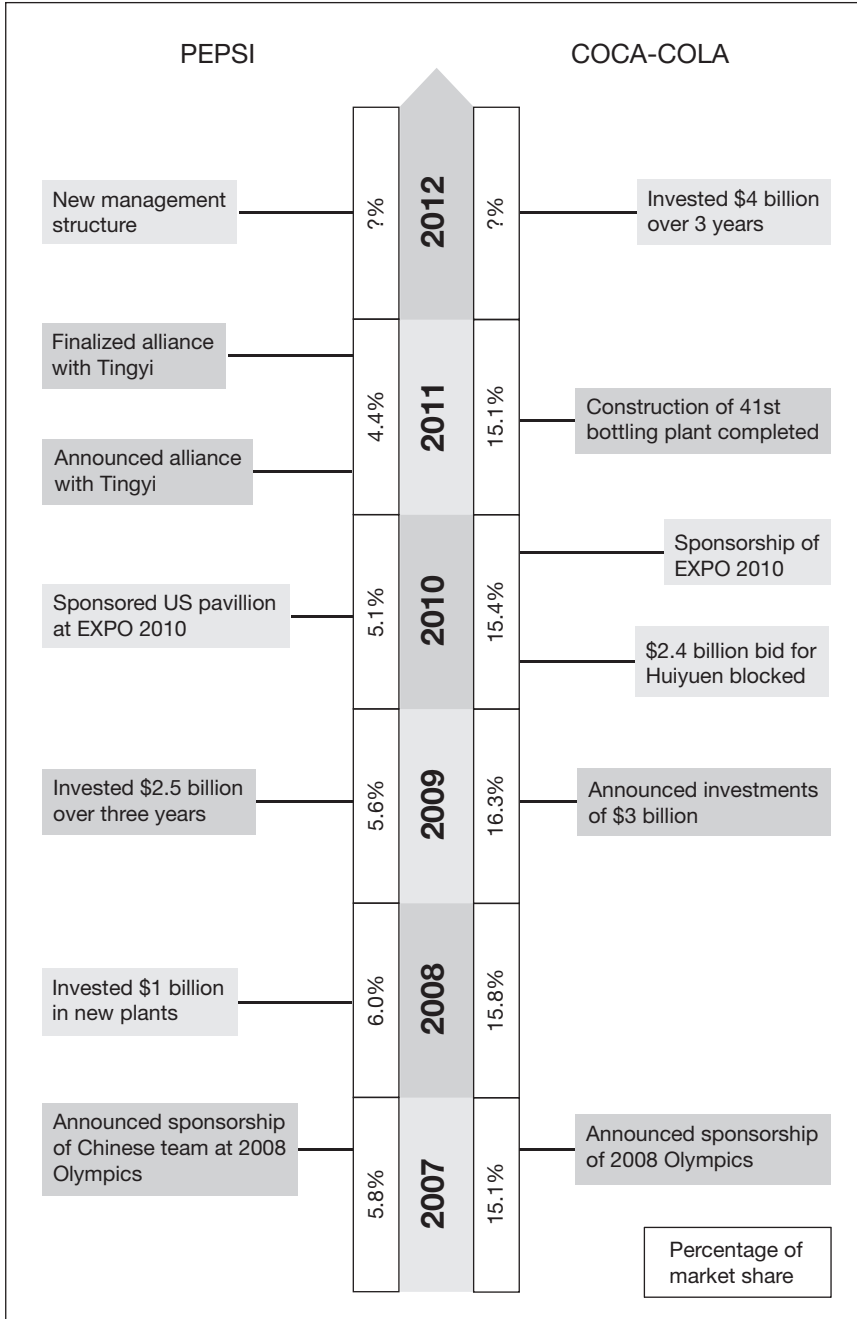 PEPSI
COCA-COLA
New management
structure
?%
2012
?%
Invested $4 billion
over 3 years
Finalized alliance
with Tingyi
4.4%
2011
15.1%
Construction of 41st
bottling plant completed
Announced alliance
with Tingyi
Sponsorship of
EXPO 2010
Sponsored US pavillion
at EXPO 2010
5.1%
2010
15.4%
$2.4 billion bid for
Huiyuen blocked
Invested $2.5 billion
over three years
5.6%
2009
16.3%
Announced investments
of $3 billion
Invested $1 billion
in new plants
6.0%
2008
15.8%
Announced sponsorship
of Chinese team at 2008
Olympics
5.8%
2007
15.1%
Announced sponsorship
of 2008 Olympics
Percentage of
market share